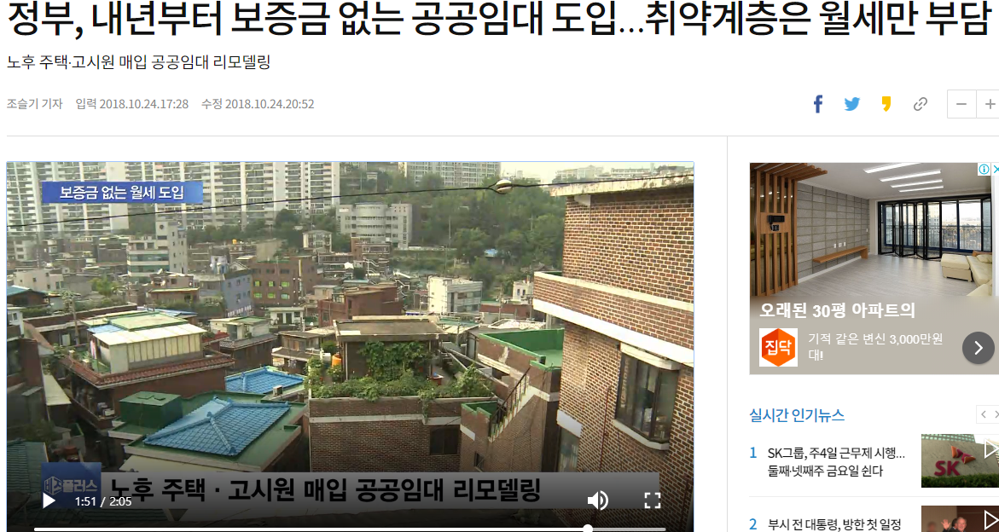 정부, 내년부터 보증금 없는 공공임대 도입…취약계층은 월세만 부담
노후 주택·고시원 매입 공공임대 리모델링
조슬기 기자 입력 2018.10.24.17:28 수정 2018.10.24.20:52
보증금 없는 월세 도입
비즈플러스
노후 주택·고시원 매입 공공임대 리모델링
1:51 / 2:05
오래된 30평 아파트의
집닥
기적 같은 변신 3,000만원
대!
실시간 인기뉴스
1 SK그룹, 주4일 근무제 시행…
둘째·넷째주 금요일 쉰다
SK
2 부시 전 대통령, 방한 첫 일정